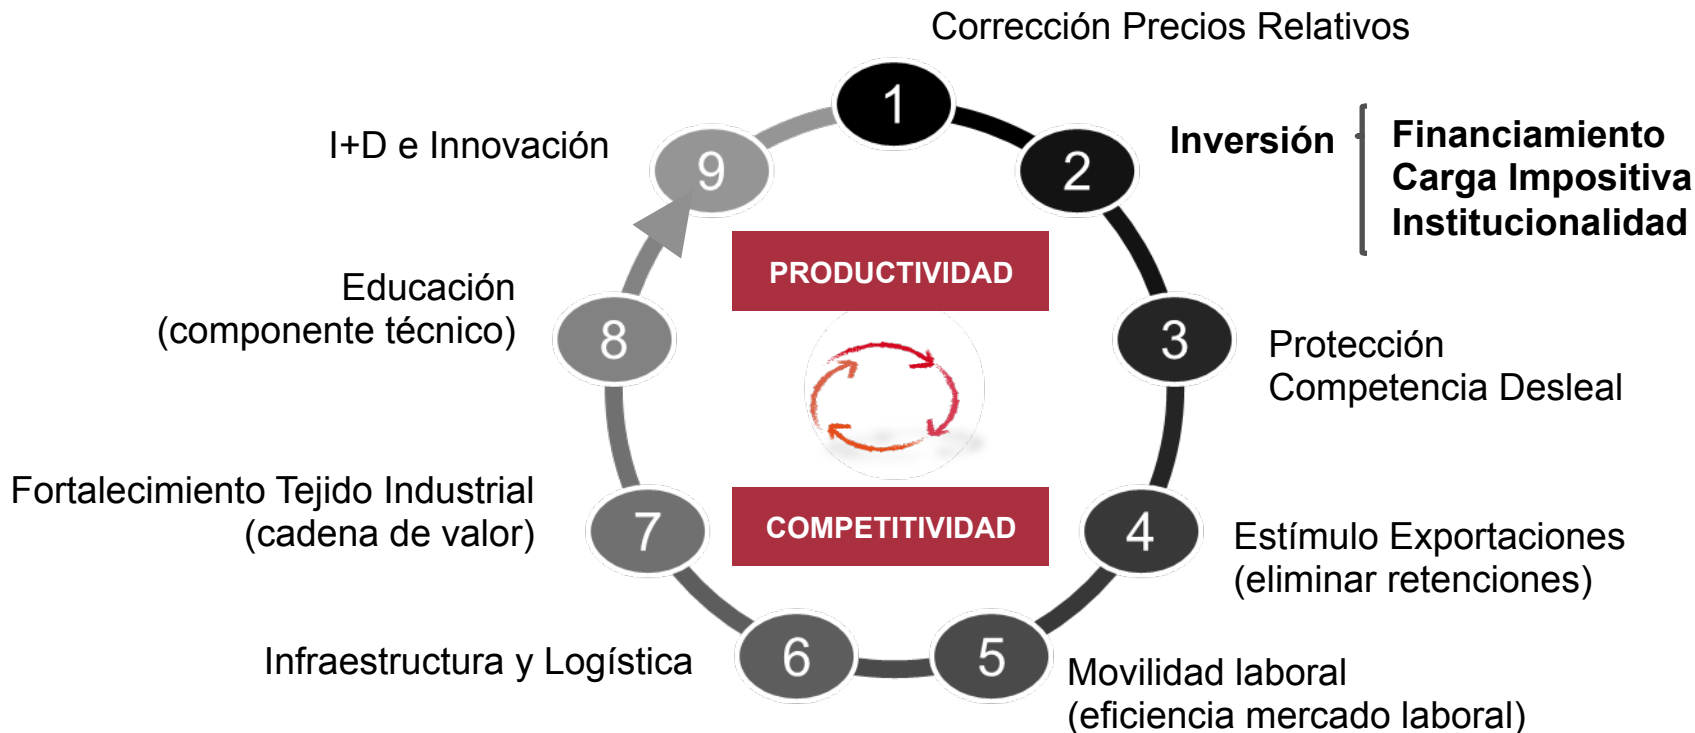 Corrección Precios Relativos
1
2
Inversión
Financiamiento
Carga Impositiva
Institucionalidad
3
Protección
Competencia Desleal
4
Estímulo Exportaciones
(eliminar retenciones)
5
Movilidad laboral
(eficiencia mercado laboral)
6
Infraestructura y Logística
7
Fortalecimiento Tejido Industrial
(cadena de valor)
8
Educación
(componente técnico)
9
I+D e Innovación
PRODUCTIVIDAD
COMPETITIVIDAD